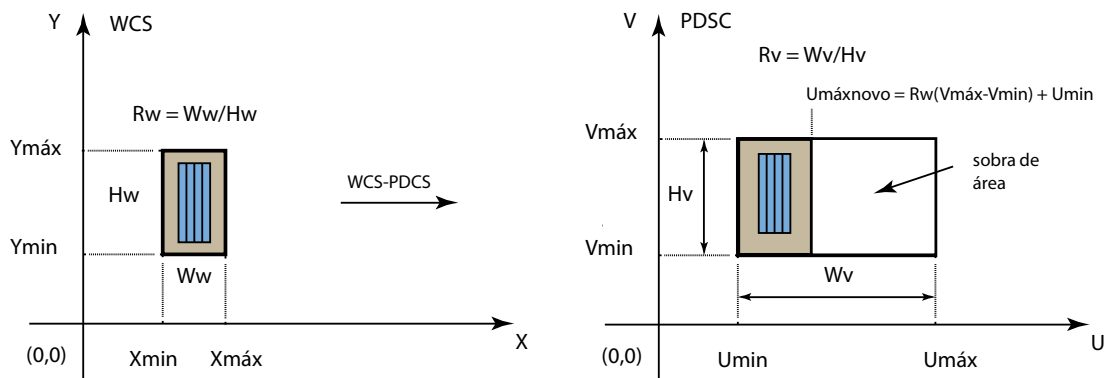 Y WCS
Rw = Ww/Hw
Ymáx
Hw
Ymin
Ww
WCS-PDCS
X
(0,0) Xmin Xmáx
V PDSC
Rv = Wv/Hv
Umáxnovo = Rw(Vmáx-Vmin) + Umin
Vmáx
Hv
sobra de
área
Vmin
Wv
U
(0,0) Umin Umáx